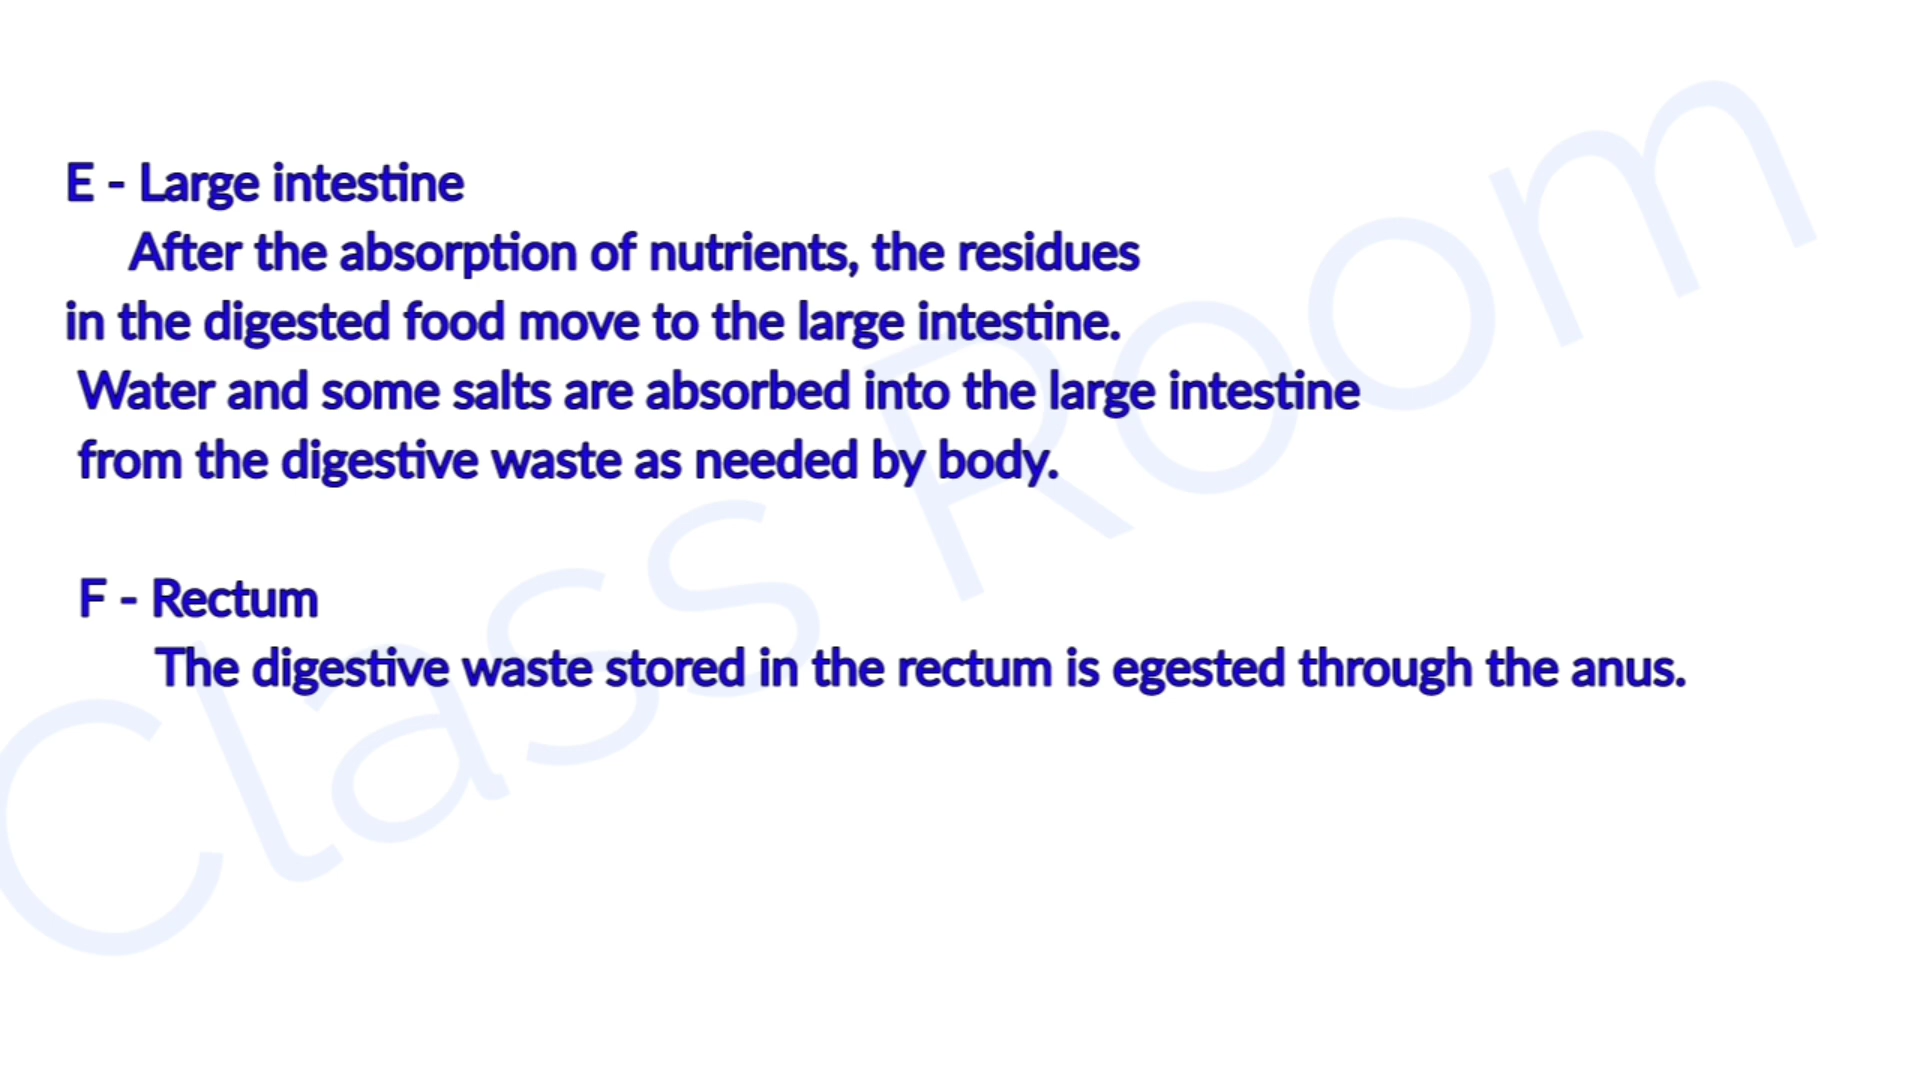 E - Large intestine
After the absorption of nutrients, the residues
in the digested food move to the large intestine.
Water and some salts are absorbed into the large intestine
from the digestive waste as needed by body.
F - Rectum
The digestive waste stored in the rectum is egested through the anus.
Class Room